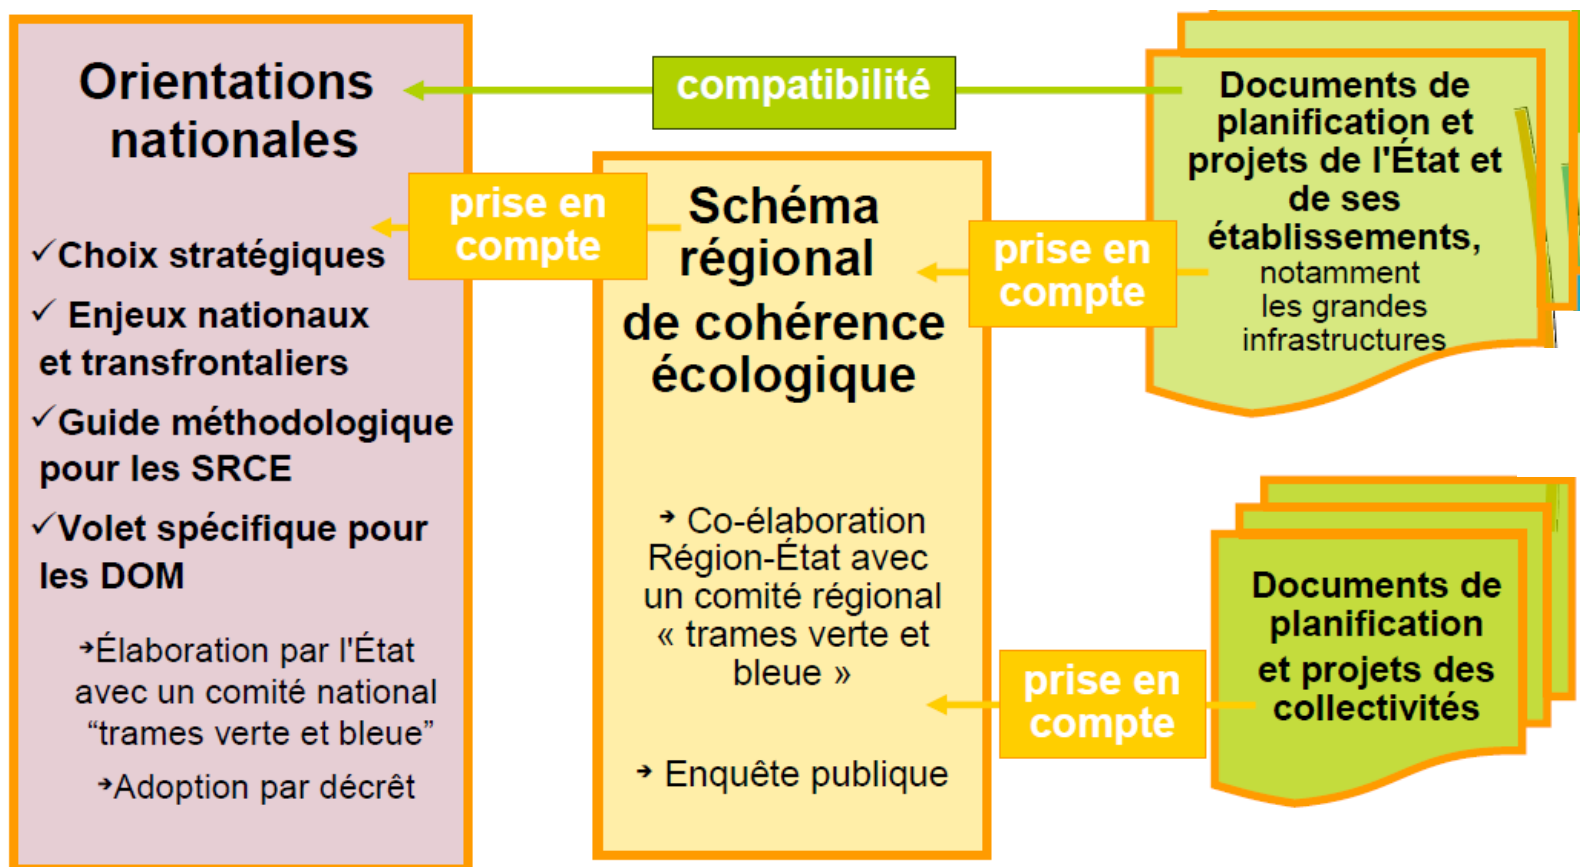 Orientations
nationales
✓Choix stratégiques
✓ Enjeux nationaux
et transfrontaliers
✓Guide méthodologique
pour les SRCE
✓Volet spécifique pour
les DOM
➔Élaboration par l'État
avec un comité national
“trames verte et bleue”
➔Adoption par décrêt
compatibilité
prise en
compte
Schéma
régional
de cohérence
écologique
➔ Co-élaboration
Région-État avec
un comité régional
« trames verte et
bleue »
➔ Enquête publique
prise en
compte
prise en
compte
Documents de
planification et
projets de l'État et
de ses
établissements,
notamment
les grandes
infrastructures
Documents de
planification
et projets des
collectivités